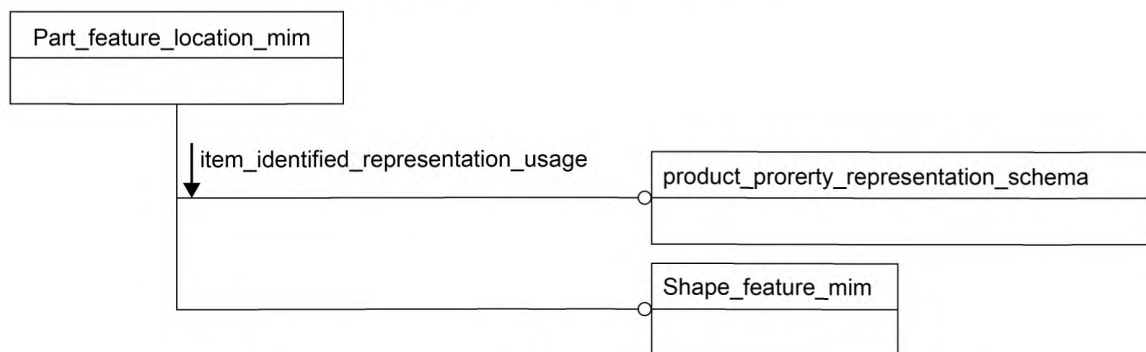 Part_feature_location_mim
item_identified_representation_usage
product_prorerty_representation_schema
Shape_feature_mim